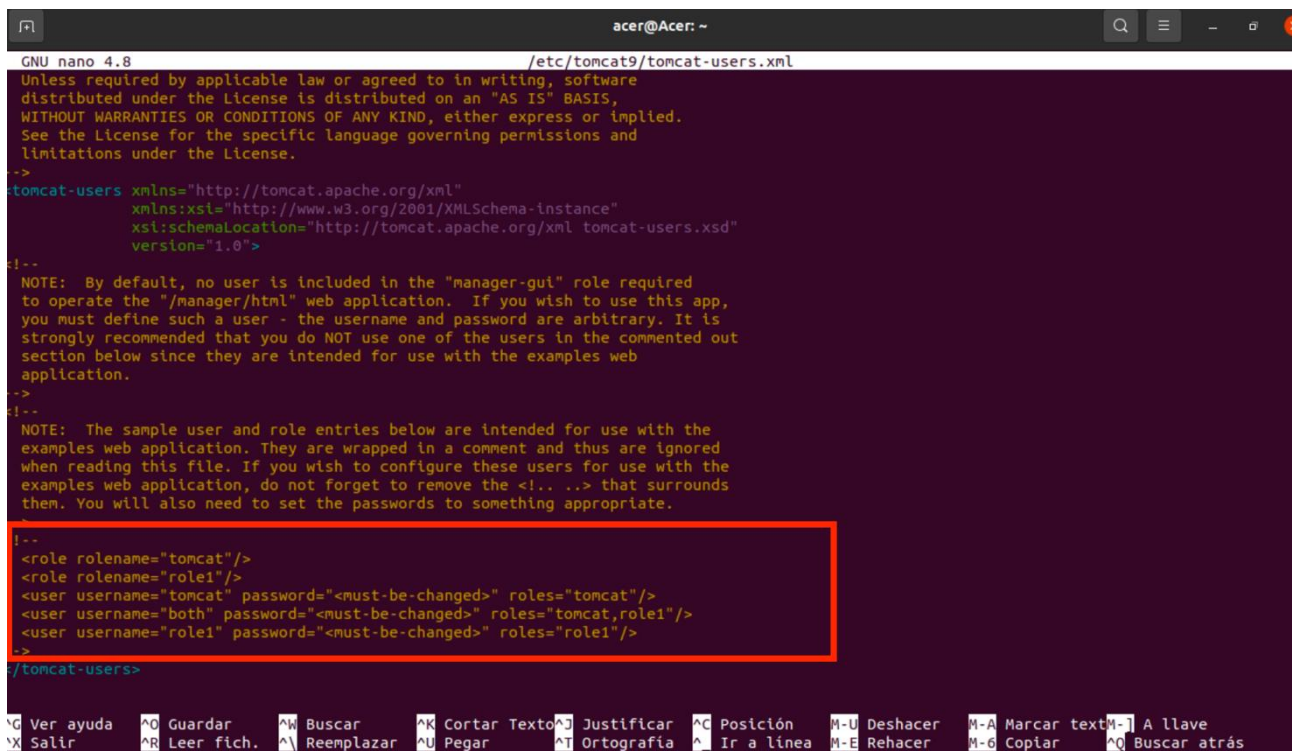 acer@Acer: ~
GNU nano 4.8 /etc/tomcat9/tomcat-users.xml
Unless required by applicable law or agreed to in writing, software
distributed under the License is distributed on an "AS IS" BASIS,
WITHOUT WARRANTIES OR CONDITIONS OF ANY KIND, either express or implied.
See the License for the specific language governing permissions and
limitations under the License.
-->
<tomcat-users xmlns="http://tomcat.apache.org/xml"
xmlns:xsi="http://www.w3.org/2001/XMLSchema-instance"
xsi:schemaLocation="http://tomcat.apache.org/xml tomcat-users.xsd"
version="1.0">
<!--
NOTE:  By default, no user is included in the "manager-gui" role required
to operate the "/manager/html" web application.  If you wish to use this app,
you must define such a user - the username and password are arbitrary. It is
strongly recommended that you do NOT use one of the users in the commented out
section below since they are intended for use with the examples web
application.
-->
<!--
NOTE:  The sample user and role entries below are intended for use with the
examples web application. They are wrapped in a comment and thus are ignored
when reading this file. If you wish to configure these users for use with the
examples web application, do not forget to remove the <!.. ..> that surrounds
them. You will also need to set the passwords to something appropriate.
-->
!--
<role rolename="tomcat"/>
<role rolename="role1"/>
<user username="tomcat" password="<must-be-changed>" roles="tomcat"/>
<user username="both" password="<must-be-changed>" roles="tomcat,role1"/>
<user username="role1" password="<must-be-changed>" roles="role1"/>
->
</tomcat-users>
^G Ver ayuda ^O Guardar ^W Buscar ^K Cortar Texto ^J Justificar ^C Posición M-U Deshacer M-A Marcar text M-] A llave
^X Salir ^R Leer fich. ^\ Reemplazar ^U Pegar ^T Ortografía ^_ Ir a línea M-E Rehacer M-6 Copiar ^Q Buscar atrás